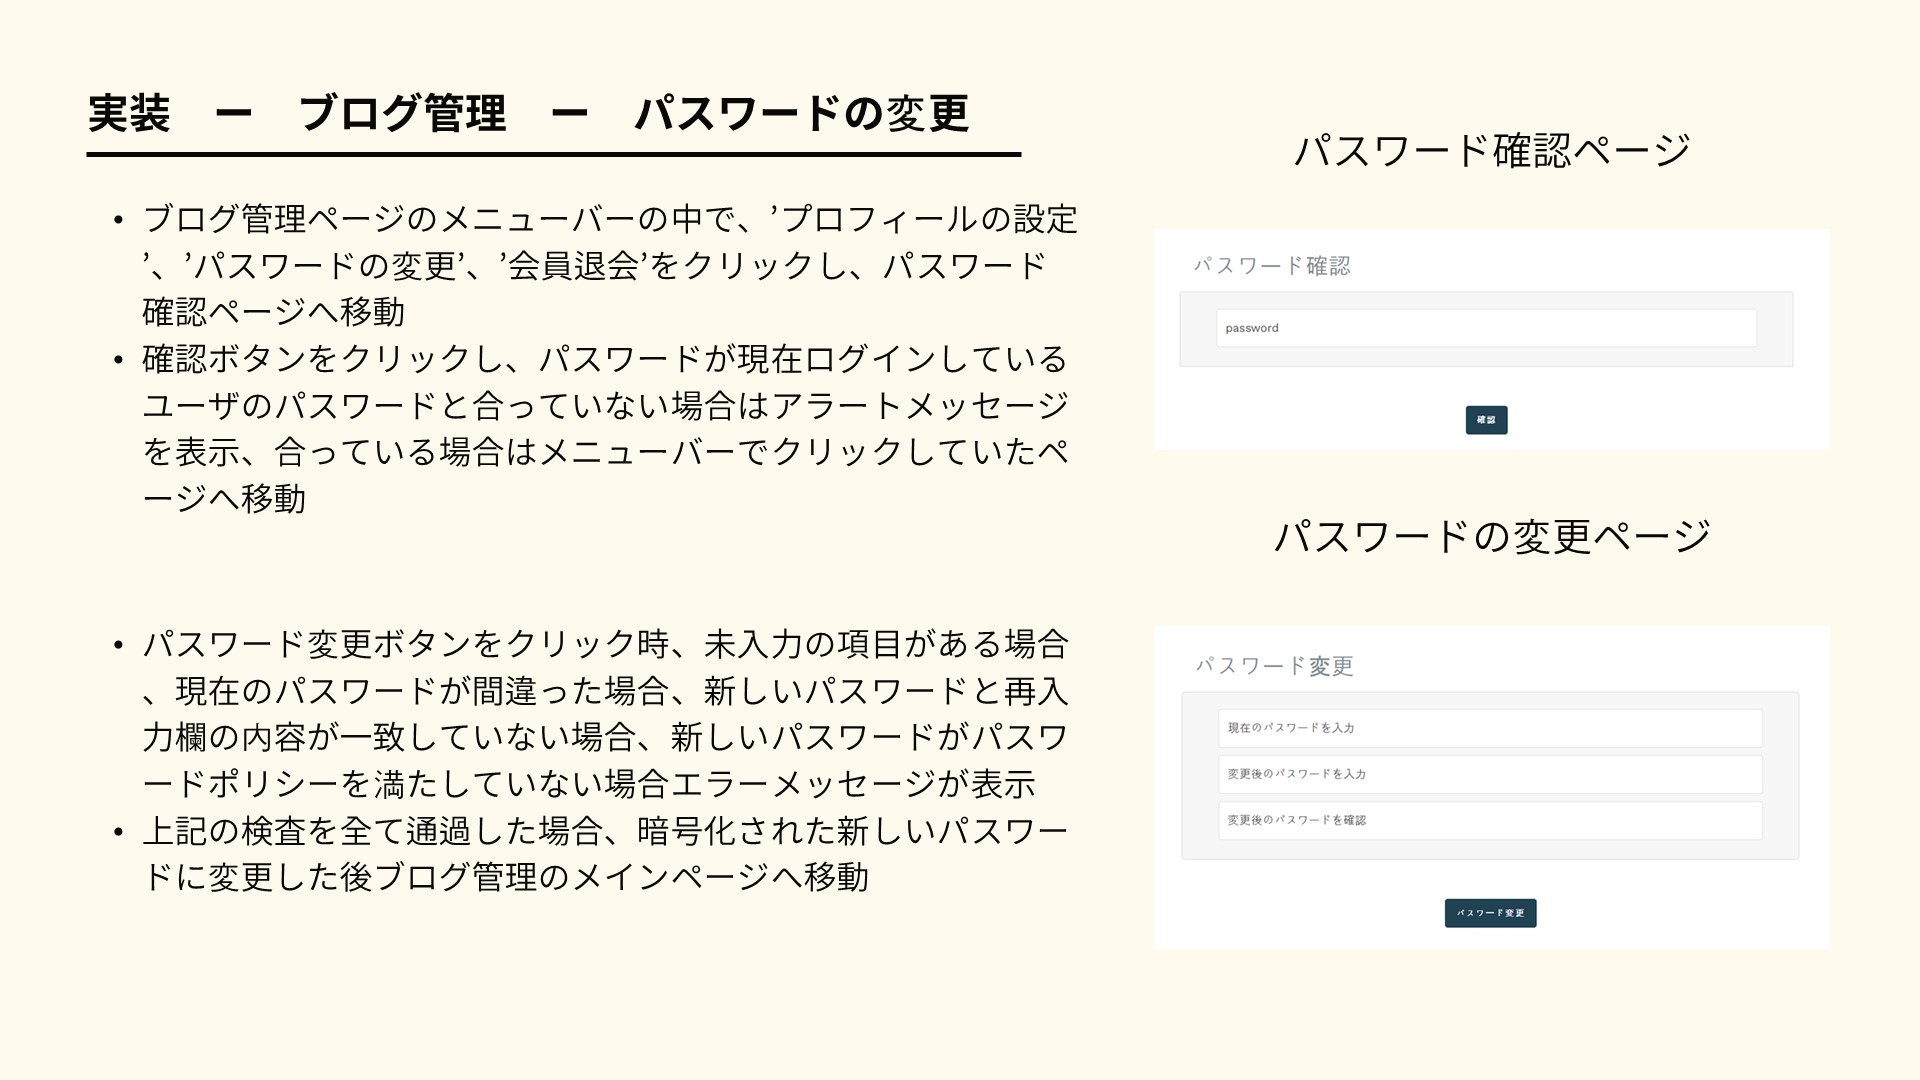 実装　ー　ブログ管理　ー　パスワードの変更
• ブログ管理ページのメニューバーの中で、’プロフィールの設定
’、’パスワードの変更’、’会員退会’をクリックし、パスワード
確認ページへ移動
• 確認ボタンをクリックし、パスワードが現在ログインしている
ユーザのパスワードと合っていない場合はアラートメッセージ
を表示、合っている場合はメニューバーでクリックしていたペ
ージへ移動
• パスワード変更ボタンをクリック時、未入力の項目がある場合
、現在のパスワードが間違った場合、新しいパスワードと再入
力欄の内容が一致していない場合、新しいパスワードがパスワ
ードポリシーを満たしていない場合エラーメッセージが表示
• 上記の検査を全て通過した場合、暗号化された新しいパスワー
ドに変更した後ブログ管理のメインページへ移動
パスワード確認ページ
パスワード確認
password
確認
パスワードの変更ページ
パスワード変更
現在のパスワードを入力
変更後のパスワードを入力
変更後のパスワードを確認
パスワード変更